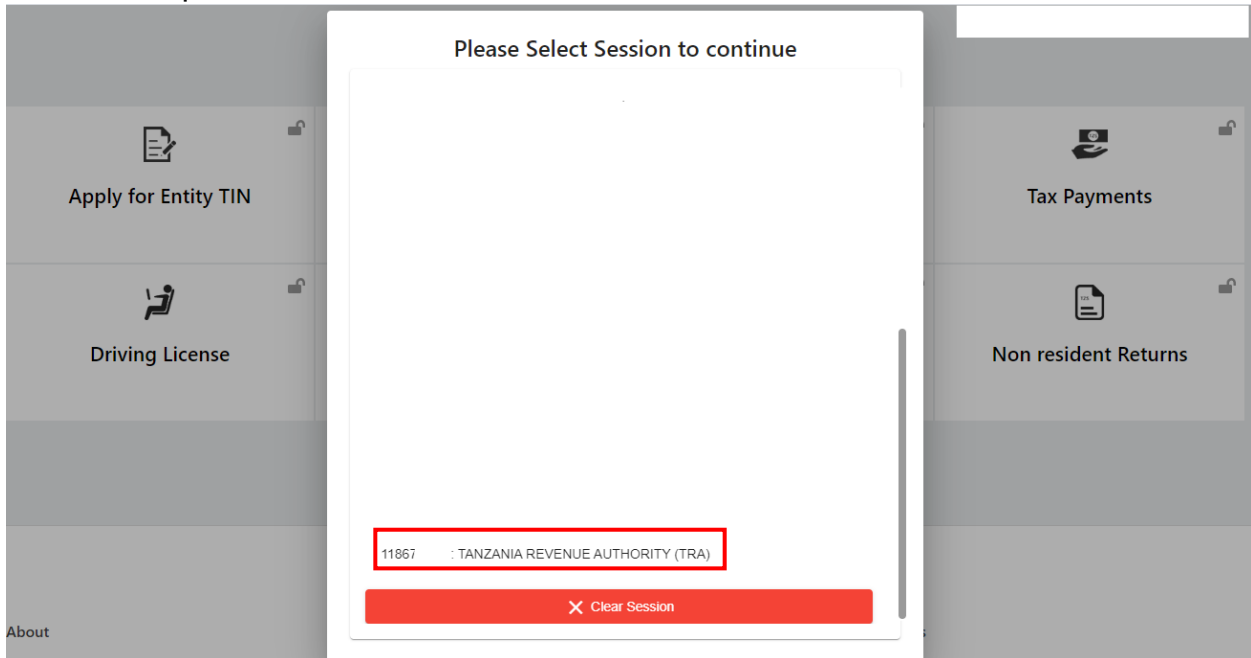 Please Select Session to continue
Apply for Entity TIN
Tax Payments
Driving License
Non resident Returns
11867 : TANZANIA REVENUE AUTHORITY (TRA)
Clear Session
About